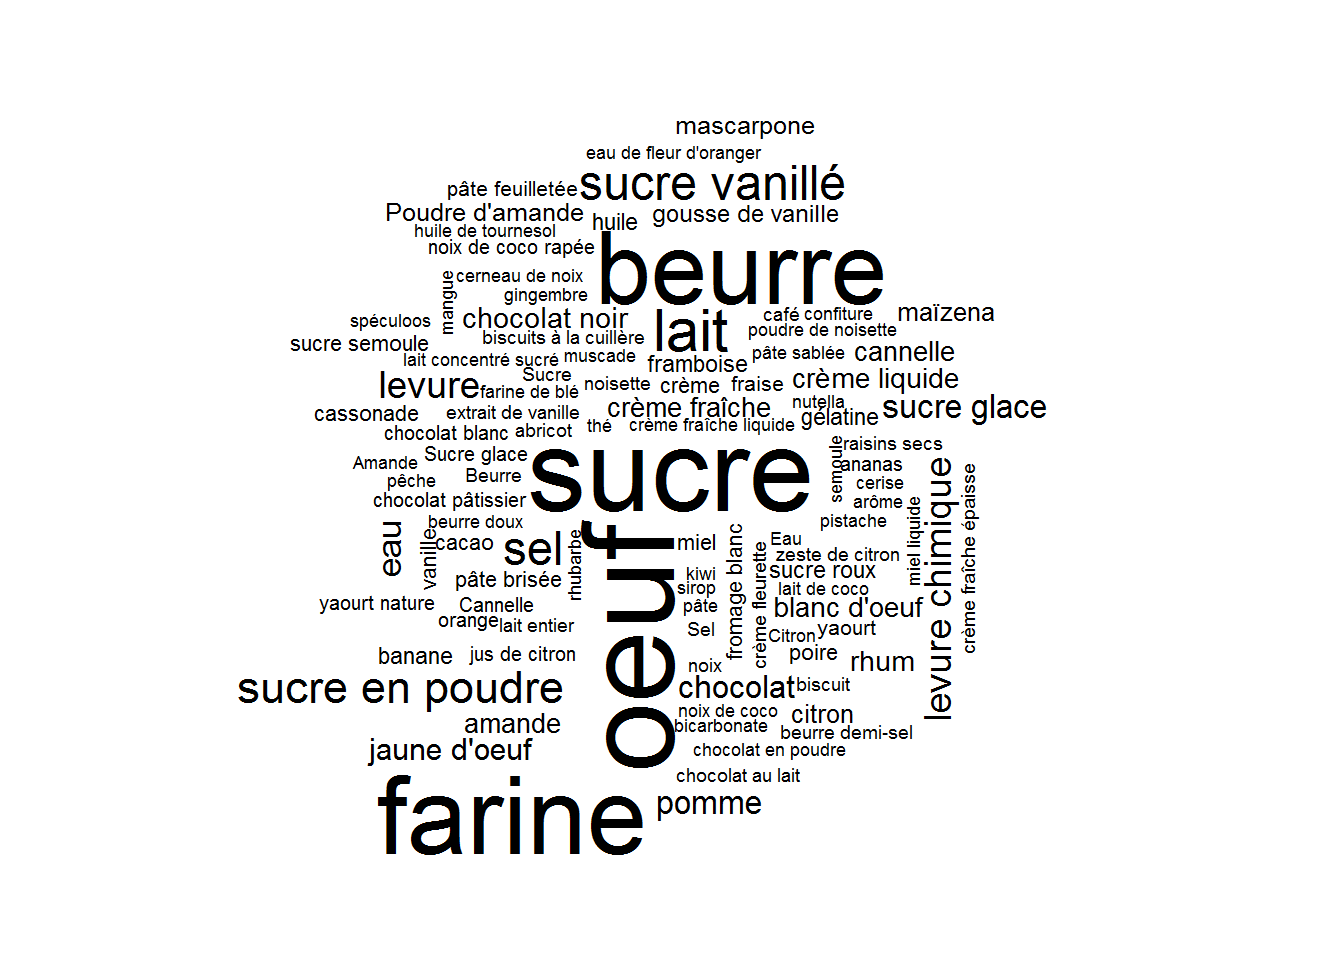 mascarpone
eau de fleur d'oranger
pâte feuilletée
sucre vanillé
Poudre d'amande
huile
gousse de vanille
huile de tournesol
noix de coco rapée
beurre
cerneau de noix
mangue
gingembre
spéculoos
chocolat noir
lait
café
confiture
maïzena
poudre de noisette
sucre semoule
biscuits à la cuillère
lait concentré sucré
muscade
framboise
pâte sablée
cannelle
levure
Sucre
farine de blé
noisette
crème
fraise
crème liquide
cassonade
extrait de vanille
crème fraîche
nutella
gélatine
sucre glace
chocolat blanc
abricot
thé
crème fraîche liquide
Amande
Sucre glace
sucre
semoule
raisins secs
ananas
pêche
Beurre
cerise
chocolat pâtissier
arôme
pistache
beurre doux
eau
vanille
cacao
sel
rhubarbe
oeuf
miel
fromage blanc
crème fleurette
Eau
zeste de citron
miel liquide
levure chimique
crème fraîche épaisse
pâte brisée
kiwi
sucre roux
sirop
lait de coco
yaourt nature
Cannelle
pâte
blanc d'oeuf
orange
lait entier
Sel
Citron
yaourt
banane
jus de citron
noix
poire
rhum
sucre en poudre
chocolat
biscuit
amande
noix de coco
citron
bicarbonate
beurre demi-sel
jaune d'oeuf
chocolat en poudre
chocolat au lait
farine
pomme